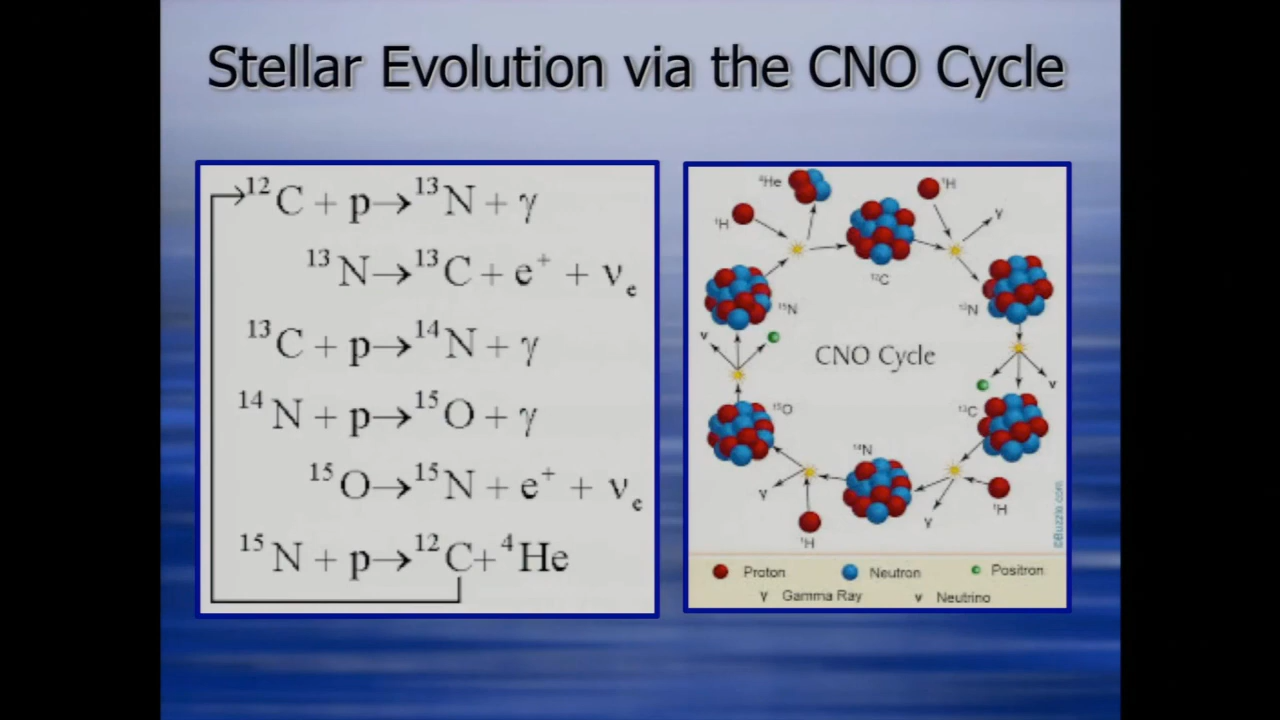 Stellar Evolution via the CNO Cycle
¹²C + p→¹³N + γ
¹³N→¹³C + e⁺ + νₑ
¹³C + p→¹⁴N + γ
¹⁴N + p→¹⁵O + γ
¹⁵O→¹⁵N + e⁺ + νₑ
¹⁵N + p→¹²C+⁴He
⁴He
¹H
¹H
γ
¹²C
¹⁵N
¹³N
ν
CNO Cycle
ν
¹⁵O
¹³C
¹⁴N
γ
γ
¹H
¹H
©Buzzle.com
Proton
Neutron
Positron
γ Gamma Ray
ν Neutrino